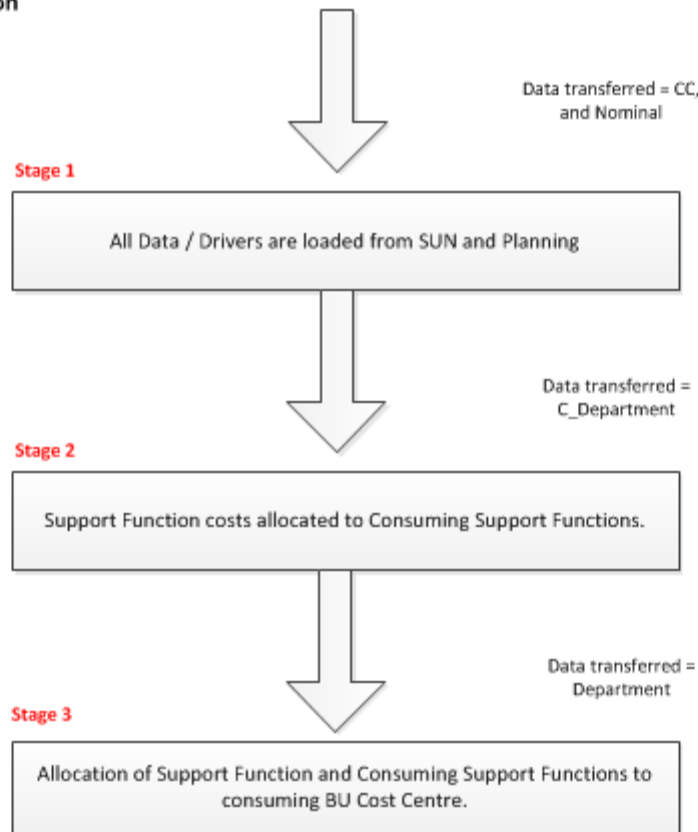 Data transferred = CC,
and Nominal
Stage 1
All Data / Drivers are loaded from SUN and Planning
Data transferred =
C_Department
Stage 2
Support Function costs allocated to Consuming Support Functions.
Data transferred =
Department
Stage 3
Allocation of Support Function and Consuming Support Functions to
consuming BU Cost Centre.